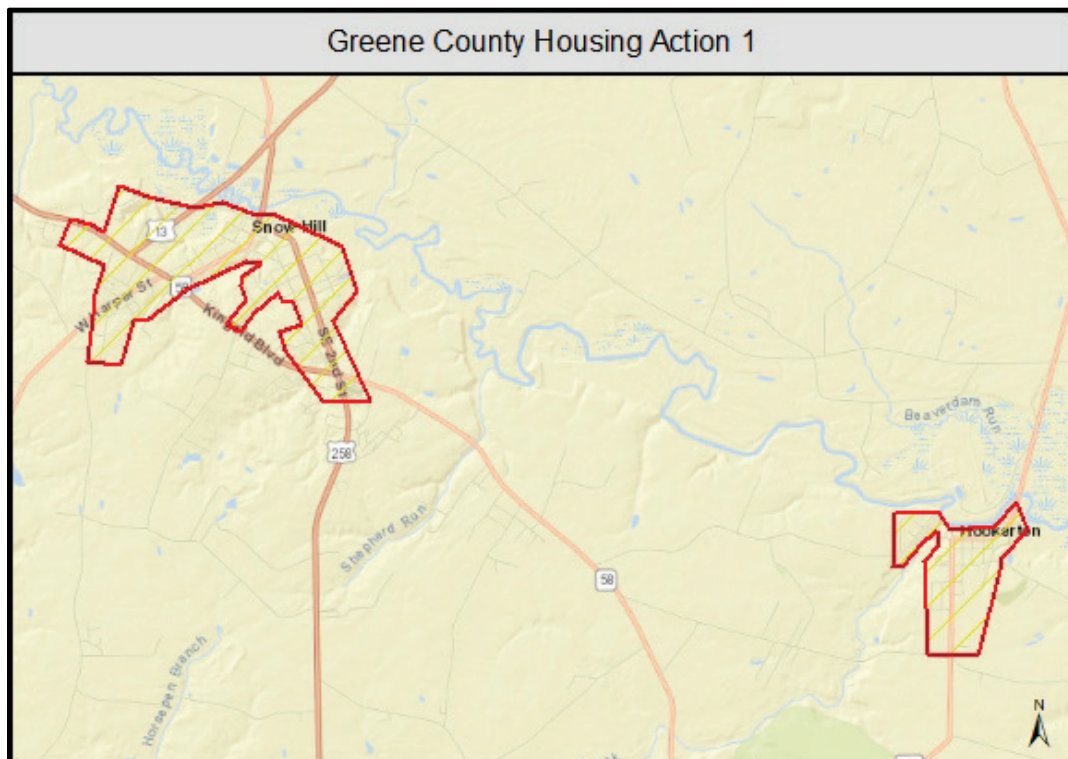 Greene County Housing Action 1
Snow Hill
13
58
W Harper St
Kingold Blvd
SE 2nd St
258
Beaverdam Run
Hookerton
Shepherd Run
58
Horsepen Branch
N